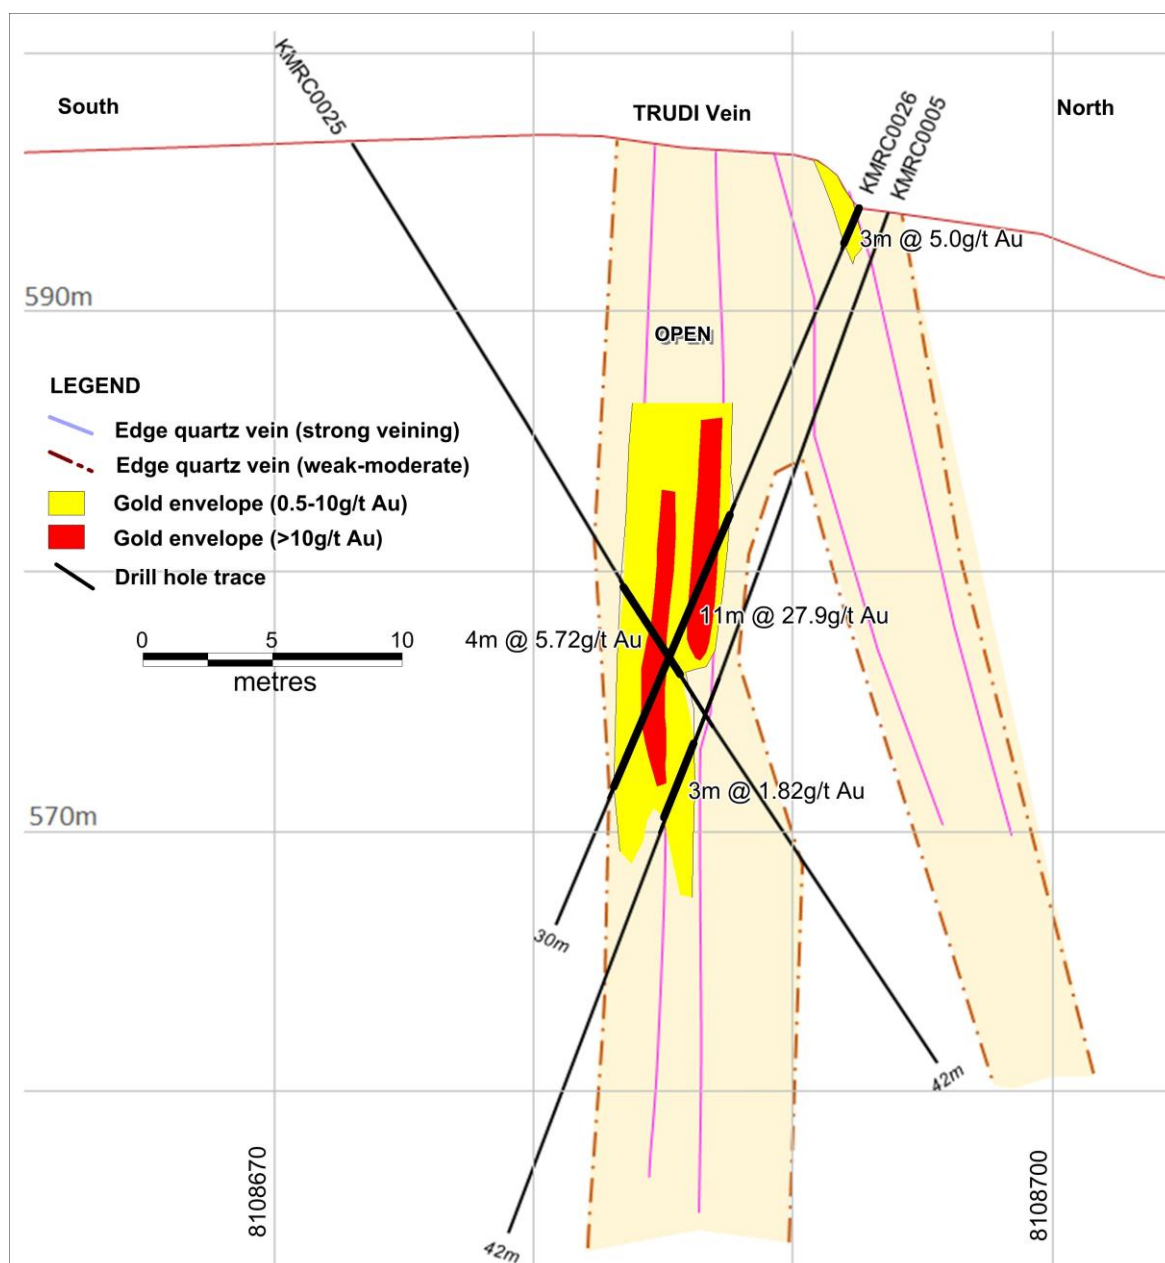 KMRC0025
South
TRUDI Vein
KMRC0026
KMRC0005
North
3m @ 5.0g/t Au
590m
OPEN
LEGEND
Edge quartz vein (strong veining)
Edge quartz vein (weak-moderate)
Gold envelope (0.5-10g/t Au)
Gold envelope (>10g/t Au)
Drill hole trace
11m @ 27.9g/t Au
4m @ 5.72g/t Au
0 5 10
metres
3m @ 1.82g/t Au
570m
30m
42m
8108670
8108700
42m